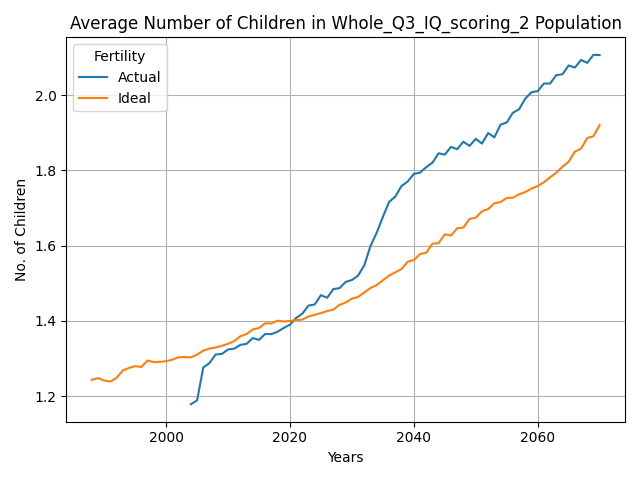 Average Number of Children in Whole_Q3_IQ_scoring_2 Population
Fertility
Actual
Ideal
No. of Children
2.0
1.8
1.6
1.4
1.2
2000
2020
2040
2060
Years